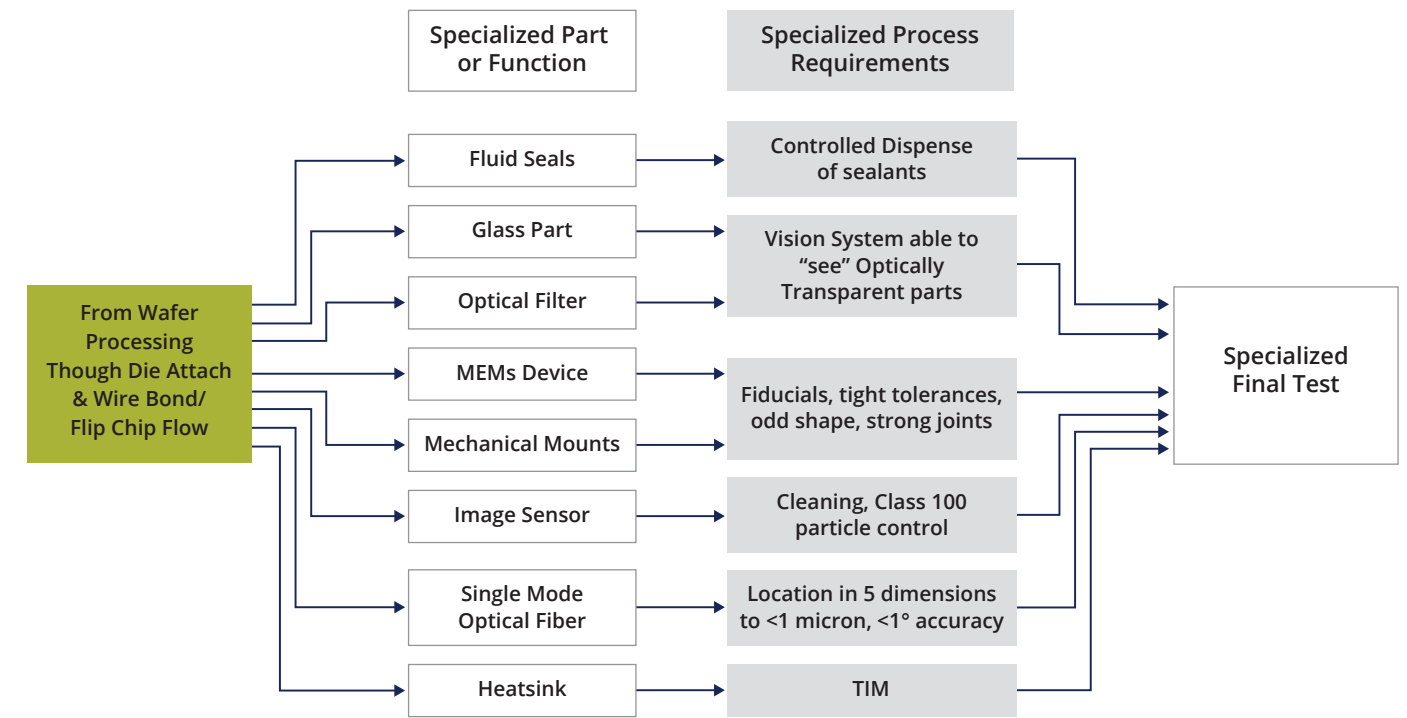 Specialized Part
or Function
Specialized Process
Requirements
From Wafer
Processing
Though Die Attach
& Wire Bond/
Flip Chip Flow
Fluid Seals
Glass Part
Optical Filter
MEMs Device
Mechanical Mounts
Image Sensor
Single Mode
Optical Fiber
Heatsink
Controlled Dispense
of sealants
Vision System able to
“see” Optically
Transparent parts
Fiducials, tight tolerances,
odd shape, strong joints
Cleaning, Class 100
particle control
Location in 5 dimensions
to <1 micron, <1° accuracy
TIM
Specialized
Final Test